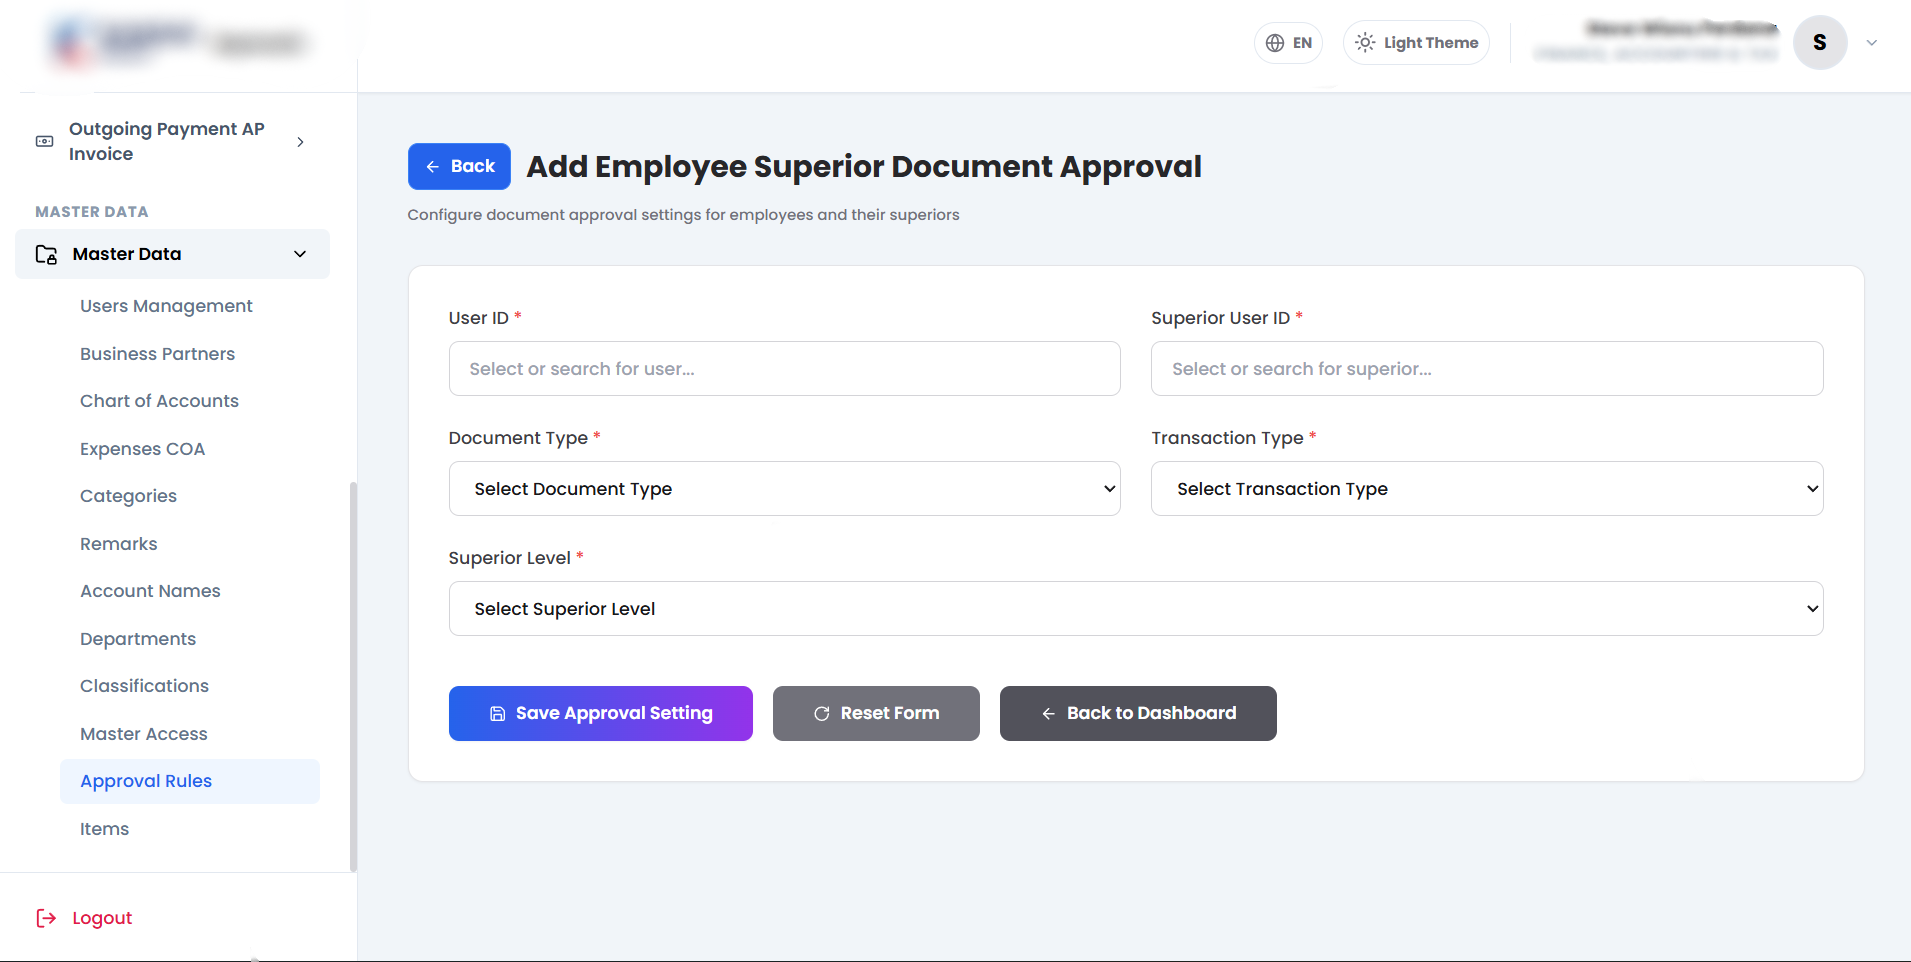 EN
Light Theme
S
Outgoing Payment AP
Invoice
MASTER DATA
Master Data
Users Management
Business Partners
Chart of Accounts
Expenses COA
Categories
Remarks
Account Names
Departments
Classifications
Master Access
Approval Rules
Items
Logout
Back
Add Employee Superior Document Approval
Configure document approval settings for employees and their superiors
User ID *
Superior User ID *
Select or search for user...
Select or search for superior...
Document Type *
Transaction Type *
Select Document Type
Select Transaction Type
Superior Level *
Select Superior Level
Save Approval Setting
Reset Form
Back to Dashboard